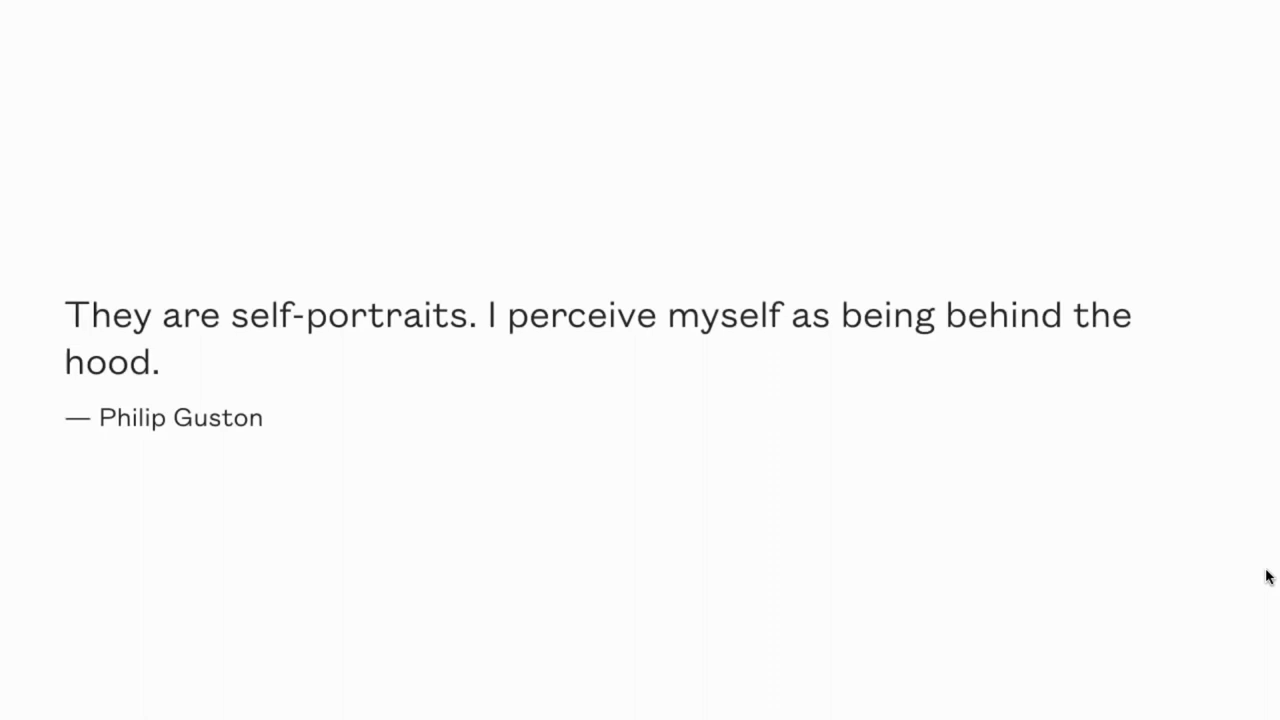 They are self-portraits. I perceive myself as being behind the
hood.
— Philip Guston